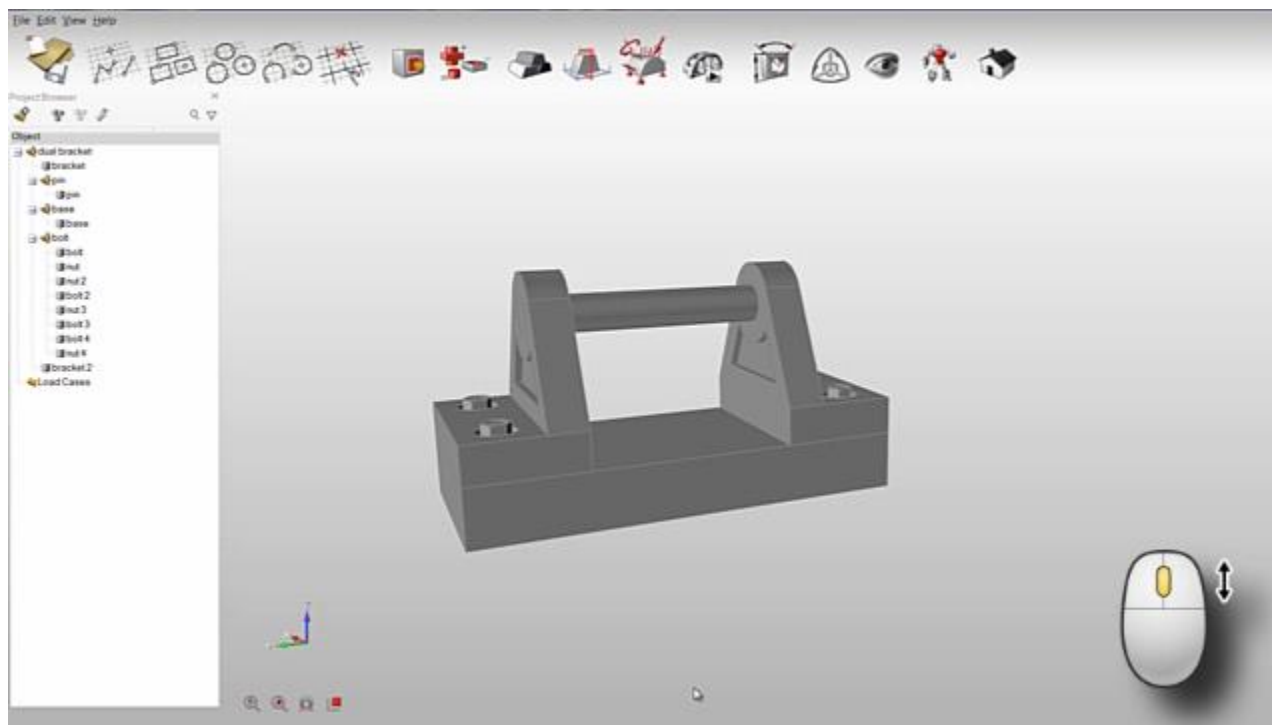 File Edit View Help
Project Browser
Object
dual bracket
bracket
pin
pin
base
base
bolt
bolt
nut
nut 2
bolt 2
nut 3
bolt 3
bolt 4
nut 4
bracket 2
Load Cases